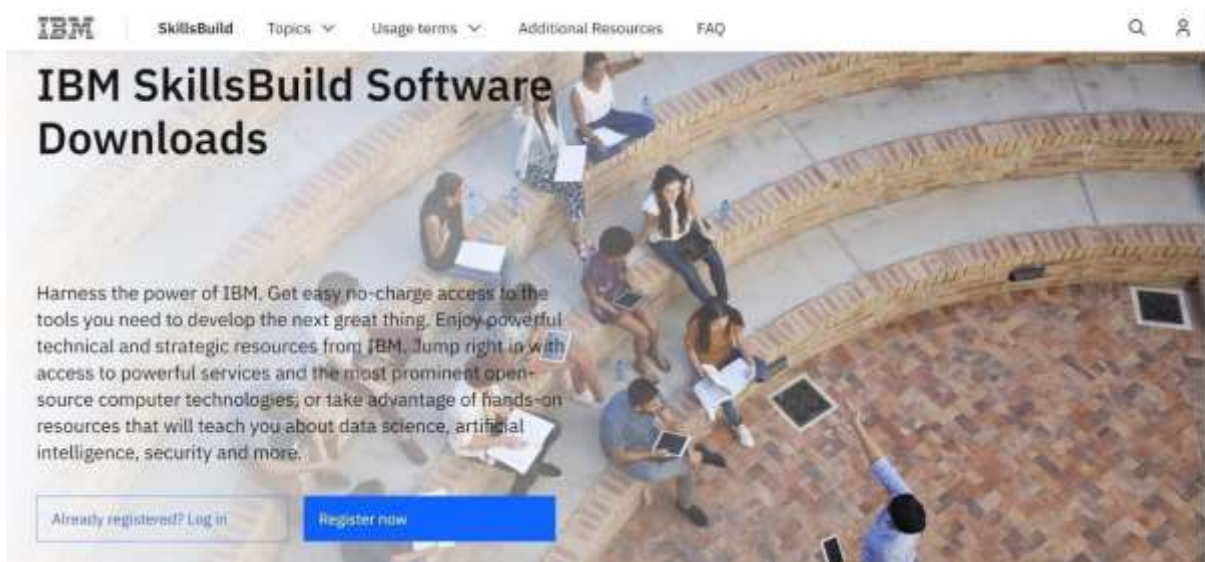 IBM SkillsBuild Topics Usage terms Additional Resources FAQ
IBM SkillsBuild Software
Downloads
Harness the power of IBM. Get easy no-charge access to the
tools you need to develop the next great thing. Enjoy powerful
technical and strategic resources from IBM. Jump right in with
access to powerful services and the most prominent open-
source computer technologies, or take advantage of hands-on
resources that will teach you about data science, artificial
intelligence, security and more.
Already registered? Log in Register now